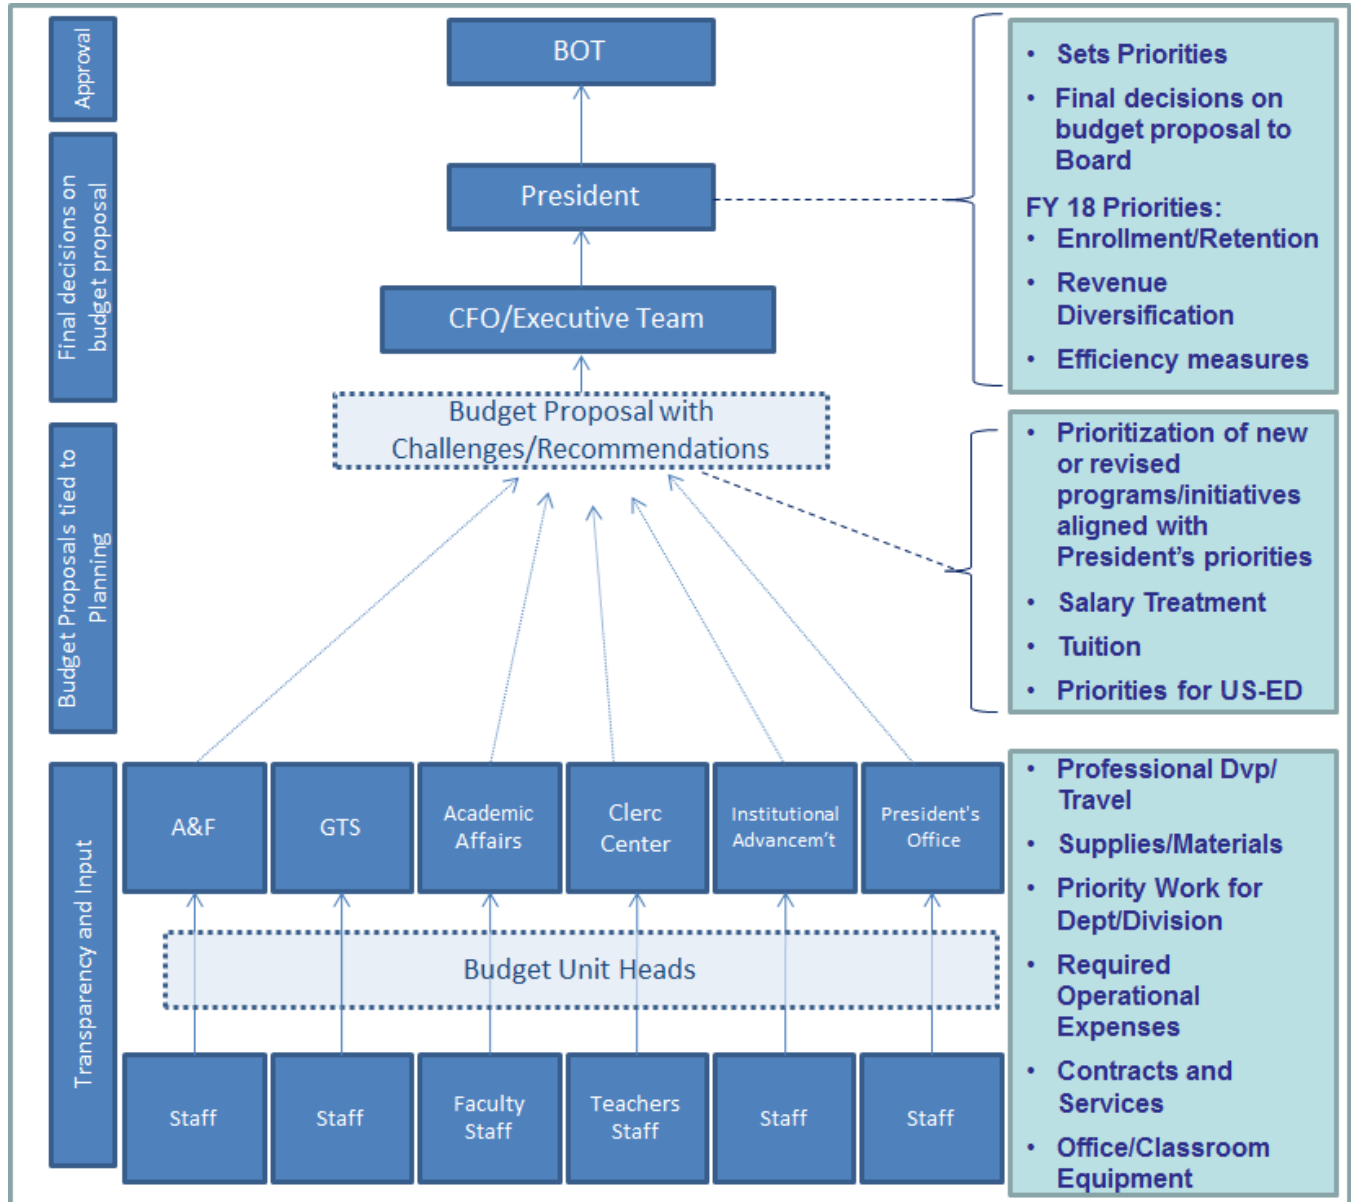 Approval
BOT
• Sets Priorities
• Final decisions on
budget proposal to
Board
FY 18 Priorities:
• Enrollment/Retention
• Revenue
Diversification
• Efficiency measures
Final decisions on
budget proposal
President
CFO/Executive Team
Budget Proposals tied to
Planning
Budget Proposal with
Challenges/Recommendations
• Prioritization of new
or revised
programs/initiatives
aligned with
President’s priorities
• Salary Treatment
• Tuition
• Priorities for US-ED
Transparency and Input
A&F
GTS
Academic
Affairs
Clerc
Center
Institutional
Advancem’t
President's
Office
Budget Unit Heads
Staff
Staff
Faculty
Staff
Teachers
Staff
Staff
Staff
• Professional Dvp/
Travel
• Supplies/Materials
• Priority Work for
Dept/Division
• Required
Operational
Expenses
• Contracts and
Services
• Office/Classroom
Equipment